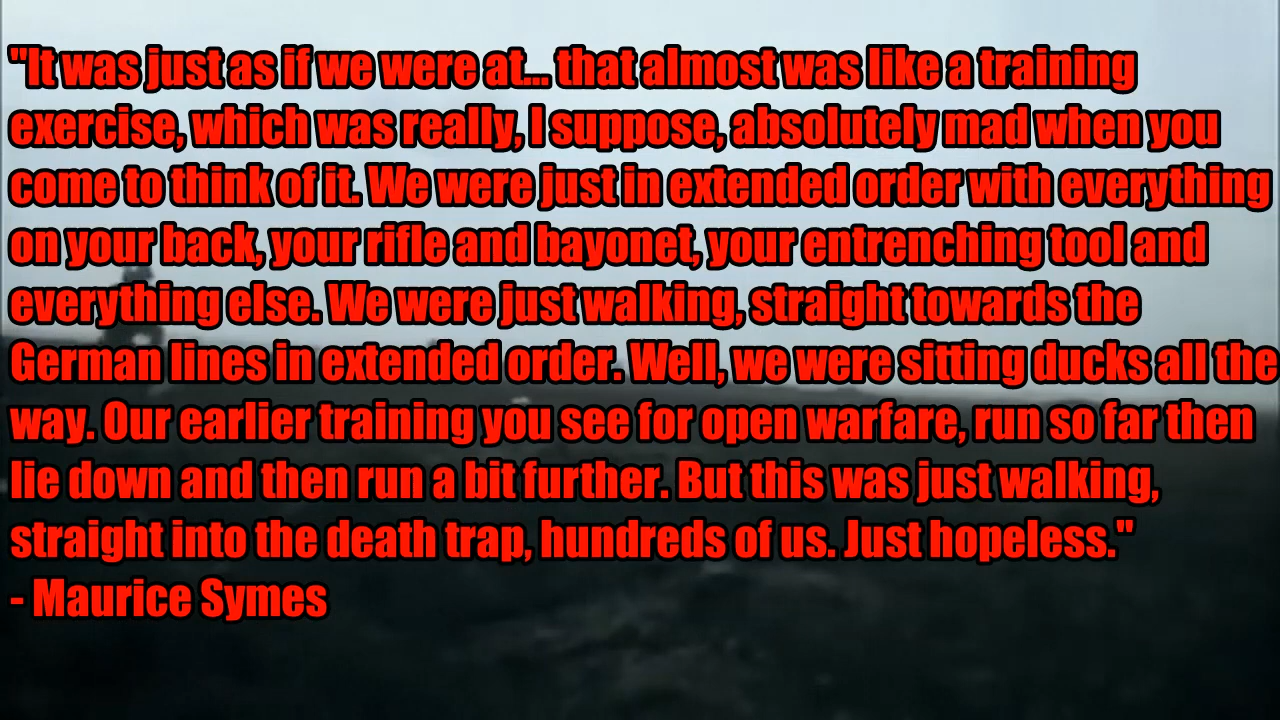 "It was just as if we were at... that almost was like a training
exercise, which was really, I suppose, absolutely mad when you
come to think of it. We were just in extended order with everything
on your back, your rifle and bayonet, your entrenching tool and
everything else. We were just walking, straight towards the
German lines in extended order. Well, we were sitting ducks all the
way. Our earlier training you see for open warfare, run so far then
lie down and then run a bit further. But this was just walking,
straight into the death trap, hundreds of us. Just hopeless."
- Maurice Symes